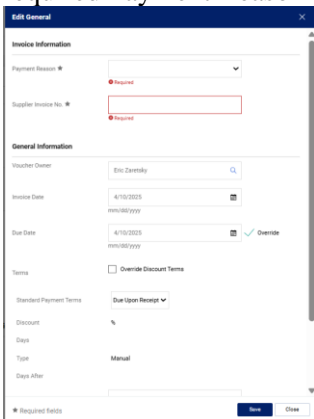 Edit General
Invoice Information
Payment Reason ★
Required
Supplier Invoice No. ★
Required
General Information
Voucher Owner
Eric Zaretsky
Invoice Date
4/10/2025
mm/dd/yyyy
Due Date
4/10/2025
Override
mm/dd/yyyy
Terms
Override Discount Terms
Standard Payment Terms
Due Upon Receipt
Discount
%
Days
Type
Manual
Days After
★ Required fields
Save
Close